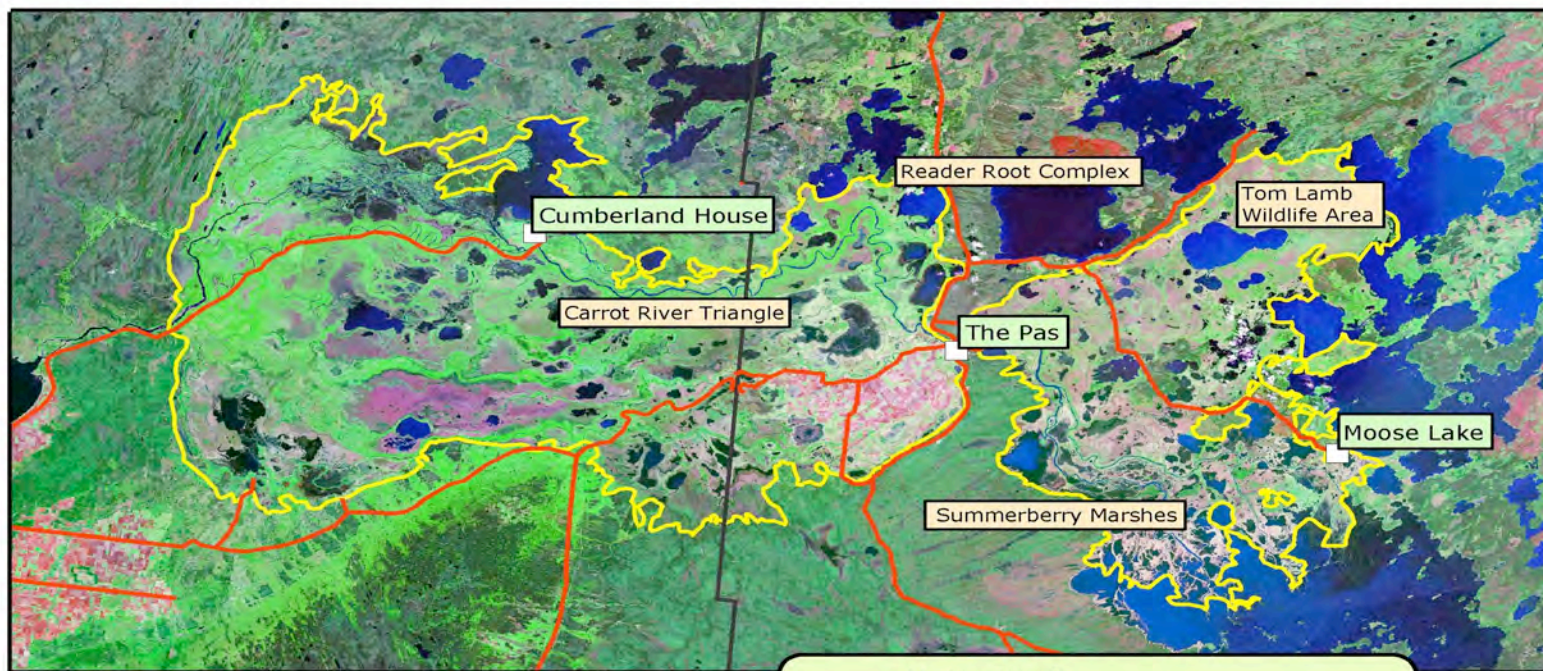 Reader Root Complex
Tom Lamb
Wildlife Area
Cumberland House
Carrot River Triangle
The Pas
Moose Lake
Summerberry Marshes